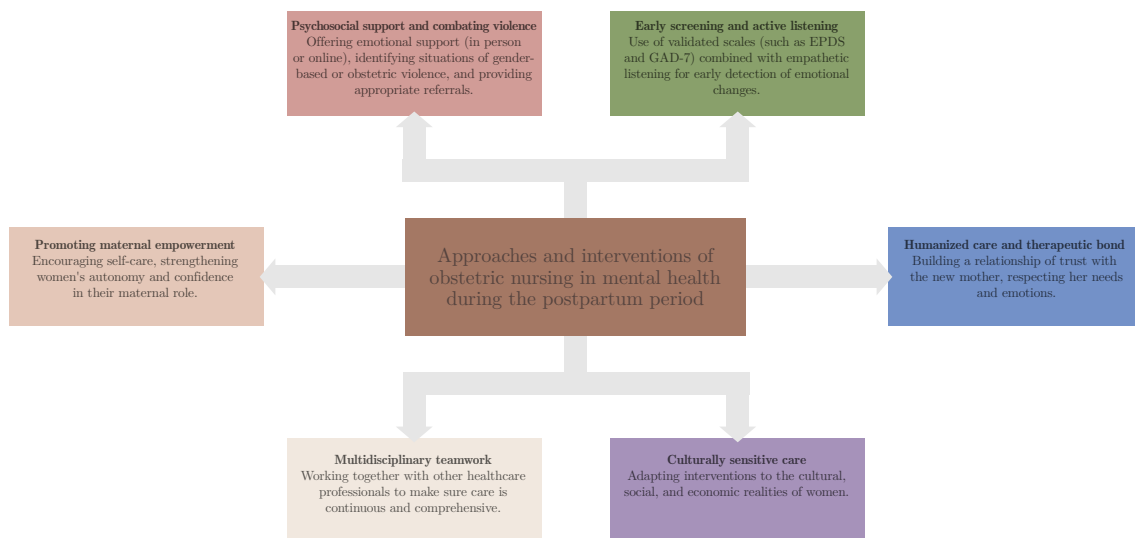 Psychosocial support and combating violence
Offering emotional support (in person
or online), identifying situations of gender-
based or obstetric violence, and providing
appropriate referrals.
Early screening and active listening
Use of validated scales (such as EPDS
and GAD-7) combined with empathetic
listening for early detection of emotional
changes.
Promoting maternal empowerment
Encouraging self-care, strengthening
women's autonomy and confidence
in their maternal role.
Approaches and interventions of
obstetric nursing in mental health
during the postpartum period
Humanized care and therapeutic bond
Building a relationship of trust with
the new mother, respecting her needs
and emotions.
Multidisciplinary teamwork
Working together with other healthcare
professionals to make sure care is
continuous and comprehensive.
Culturally sensitive care
Adapting interventions to the cultural,
social, and economic realities of women.